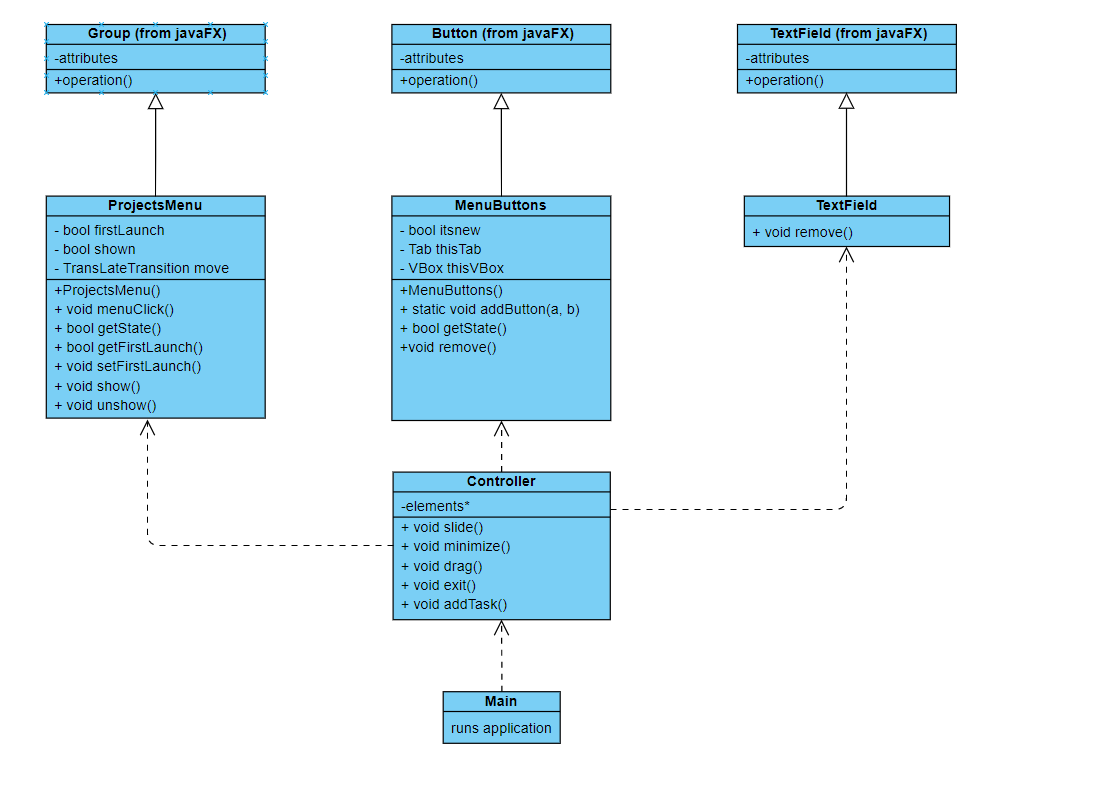 Group (from javaFX)
-attributes
+operation()
Button (from javaFX)
-attributes
+operation()
TextField (from javaFX)
-attributes
+operation()
ProjectsMenu
- bool firstLaunch
- bool shown
- TransLateTransition move
+ProjectsMenu()
+ void menuClick()
+ bool getState()
+ bool getFirstLaunch()
+ void setFirstLaunch()
+ void show()
+ void unshow()
MenuButtons
- bool itsnew
- Tab thisTab
- VBox thisVBox
+MenuButtons()
+ static void addButton(a, b)
+ bool getState()
+void remove()
TextField
+ void remove()
Controller
-elements*
+ void slide()
+ void minimize()
+ void drag()
+ void exit()
+ void addTask()
Main
runs application